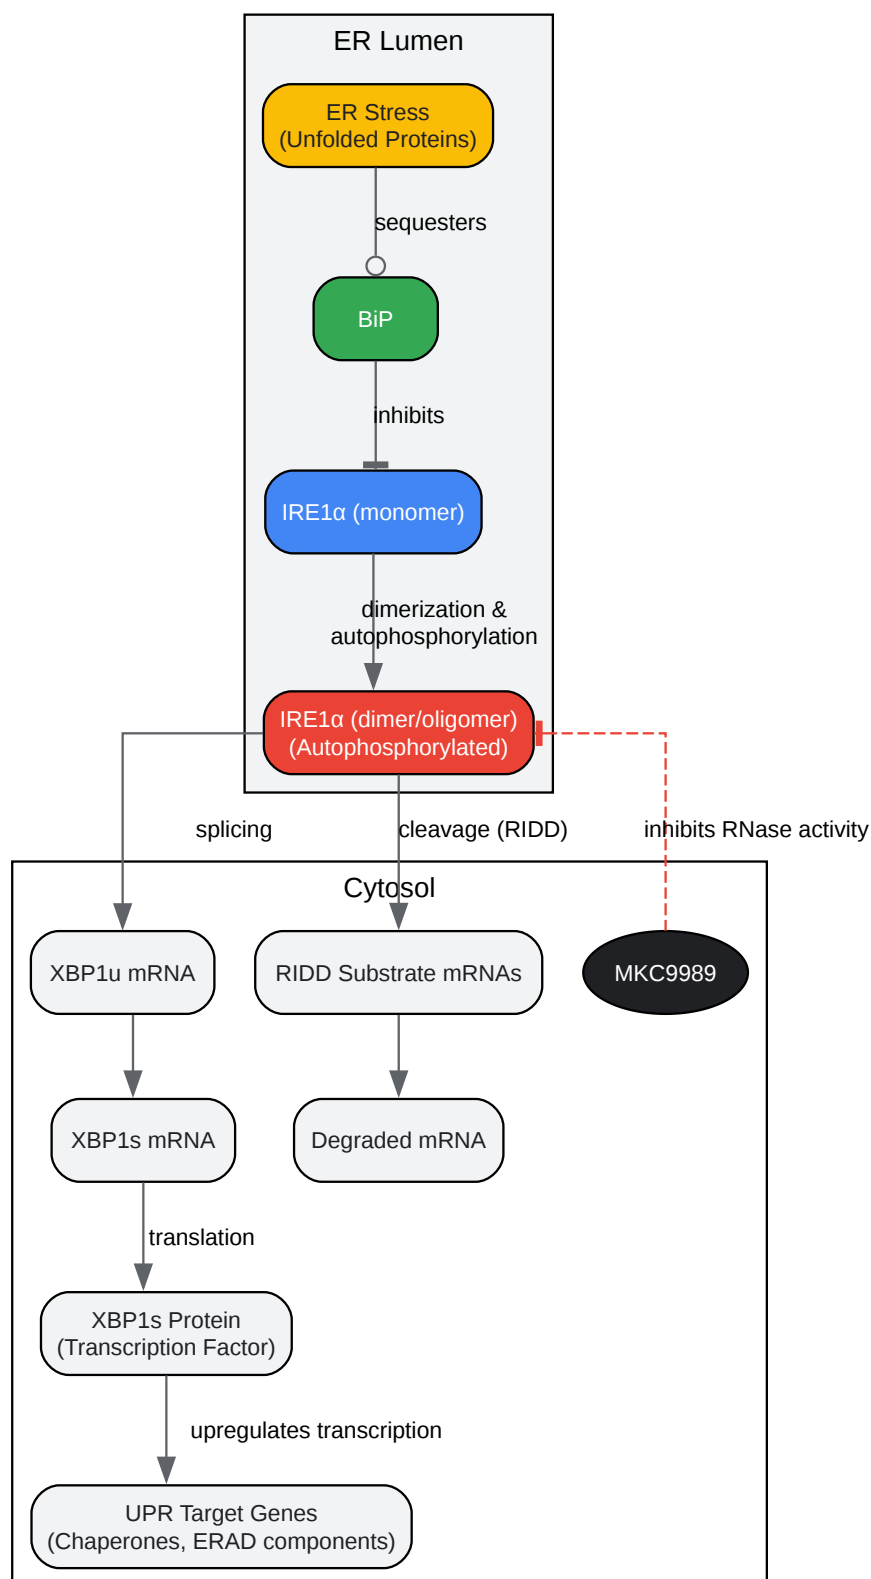 ER Lumen
ER Stress
(Unfolded Proteins)
sequesters
BiP
inhibits
IRE1α (monomer)
dimerization &
autophosphorylation
IRE1α (dimer/oligomer)
(Autophosphorylated)
splicing
cleavage (RIDD)
inhibits RNase activity
Cytosol
XBP1u mRNA
RIDD Substrate mRNAs
MKC9989
XBP1s mRNA
Degraded mRNA
translation
XBP1s Protein
(Transcription Factor)
upregulates transcription
UPR Target Genes
(Chaperones, ERAD components)